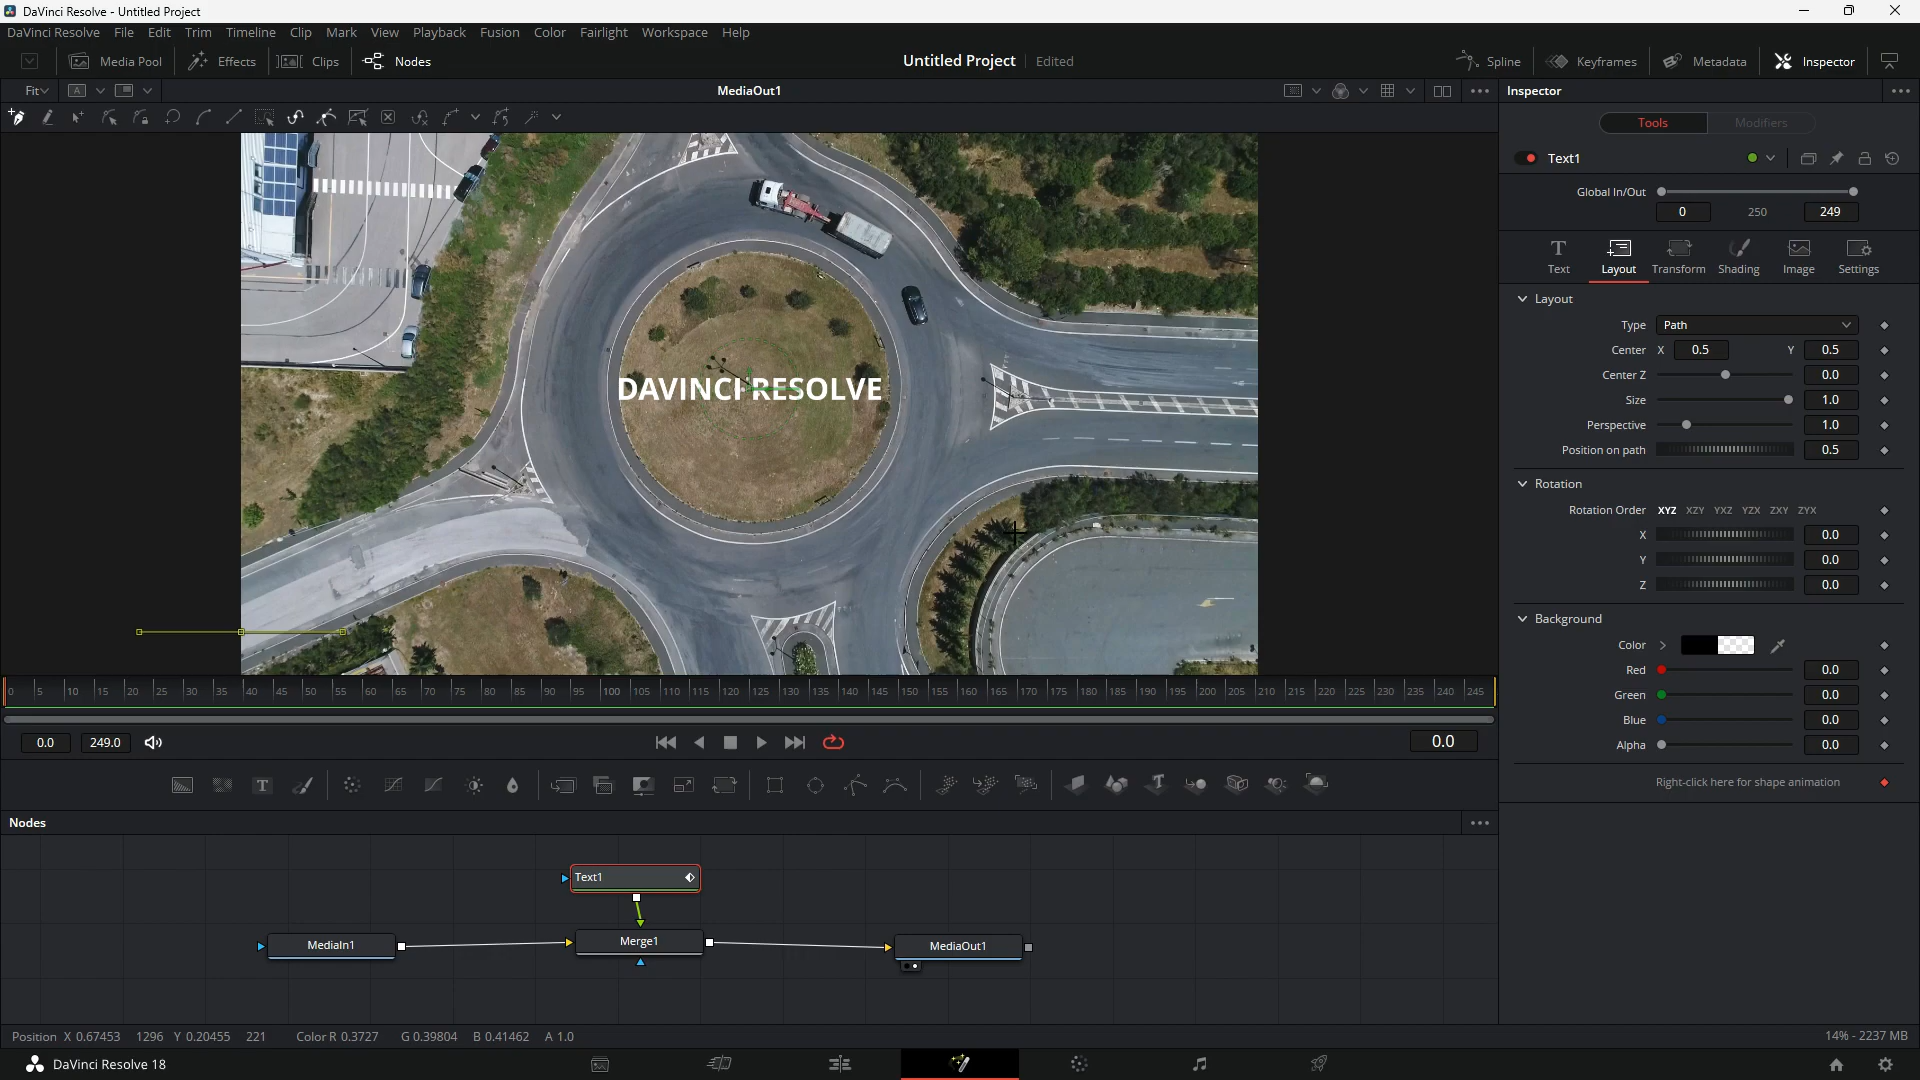 DaVinci Resolve - Untitled Project
DaVinci Resolve File Edit Trim Timeline Clip Mark View Playback Fusion Color Fairlight Workspace Help
Media Pool Effects Clips Nodes Untitled Project Edited Spline Keyframes Metadata Inspector
Fit A MediaOut1 Inspector
Tools Modifiers
Text1
Global In/Out
0 250 249
T
Text Layout Transform Shading Image Settings
Layout
Type Path
Center X 0.5 Y 0.5
Center Z 0.0
DAVINCI RESOLVE
Size 1.0
Perspective 1.0
Position on path 0.5
Rotation
Rotation Order XYZ XZY YXZ YZX ZXY ZYX
X 0.0
Y 0.0
Z 0.0
Background
Color
Red 0.0
Green 0.0
Blue 0.0
Alpha 0.0
Right-click here for shape animation
0 5 10 15 20 25 30 35 40 45 50 55 60 65 70 75 80 85 90 95 100 105 110 115 120 125 130 135 140 145 150 155 160 165 170 175 180 185 190 195 200 205 210 215 220 225 230 235 240 245
0.0 249.0 0.0
T T
Nodes
Text1
MediaIn1 Merge1 MediaOut1
Position X 0.67453 1296 Y 0.20455 221 Color R 0.3727 G 0.39804 B 0.41462 A 1.0 14% - 2237 MB
DaVinci Resolve 18